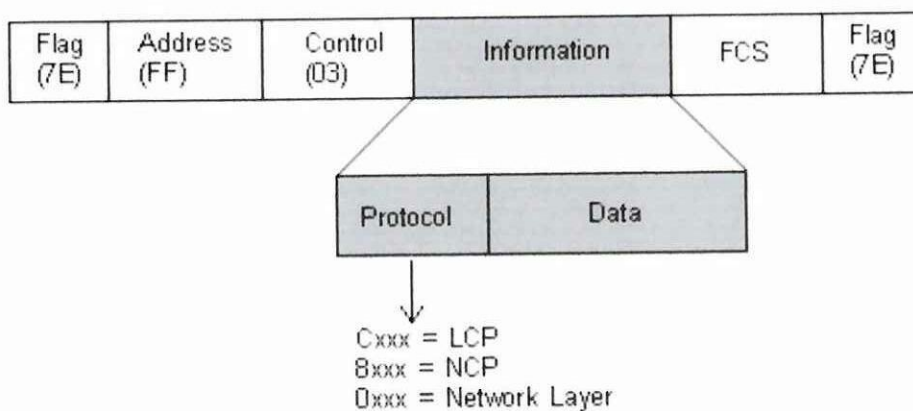 Flag (7E)
Address (FF)
Control (03)
Information
FCS
Flag (7E)
Protocol
Data
Cxxx = LCP
8xxx = NCP
0xxx = Network Layer